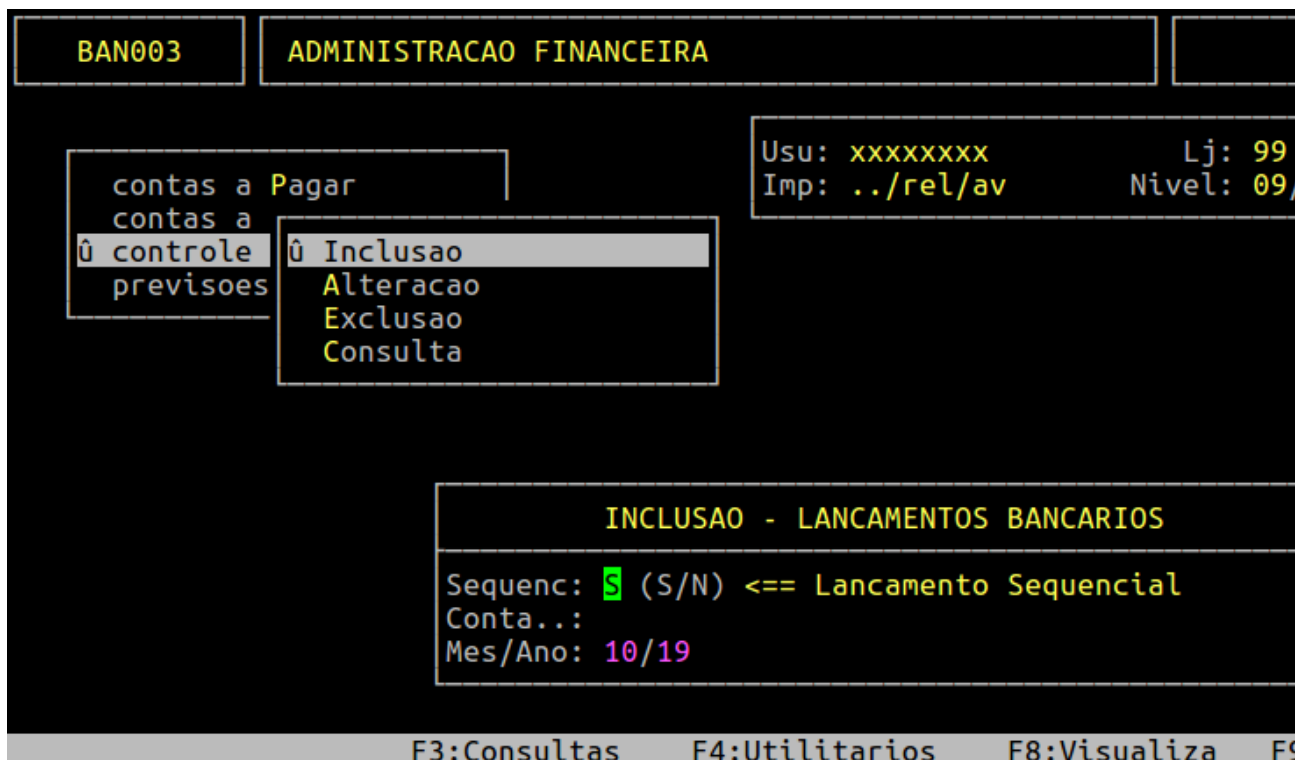 BAN003 ADMINISTRACAO FINANCEIRA
Usu: xxxxxxxx Lj: 99
Imp: ../rel/av Nivel: 09/
contas a Pagar
contas a
û controle
previsoes
û Inclusao
Alteracao
Exclusao
Consulta
INCLUSAO - LANCAMENTOS BANCARIOS
Sequenc: S (S/N) <== Lancamento Sequencial
Conta..:
Mes/Ano: 10/19
F3:Consultas F4:Utilitarios F8:Visualiza F9